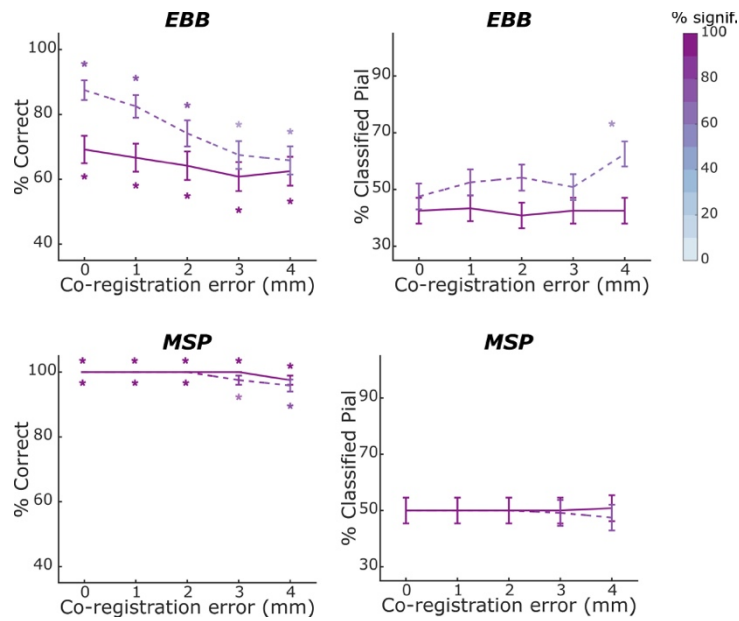 EBB
% Correct
100
80
60
40
0 1 2 3 4
Co-registration error (mm)
EBB
% Classified Pial
90
70
50
30
0 1 2 3 4
Co-registration error (mm)
% signif.
100
80
60
40
20
0
MSP
% Correct
100
80
60
40
0 1 2 3 4
Co-registration error (mm)
MSP
% Classified Pial
90
70
50
30
0 1 2 3 4
Co-registration error (mm)